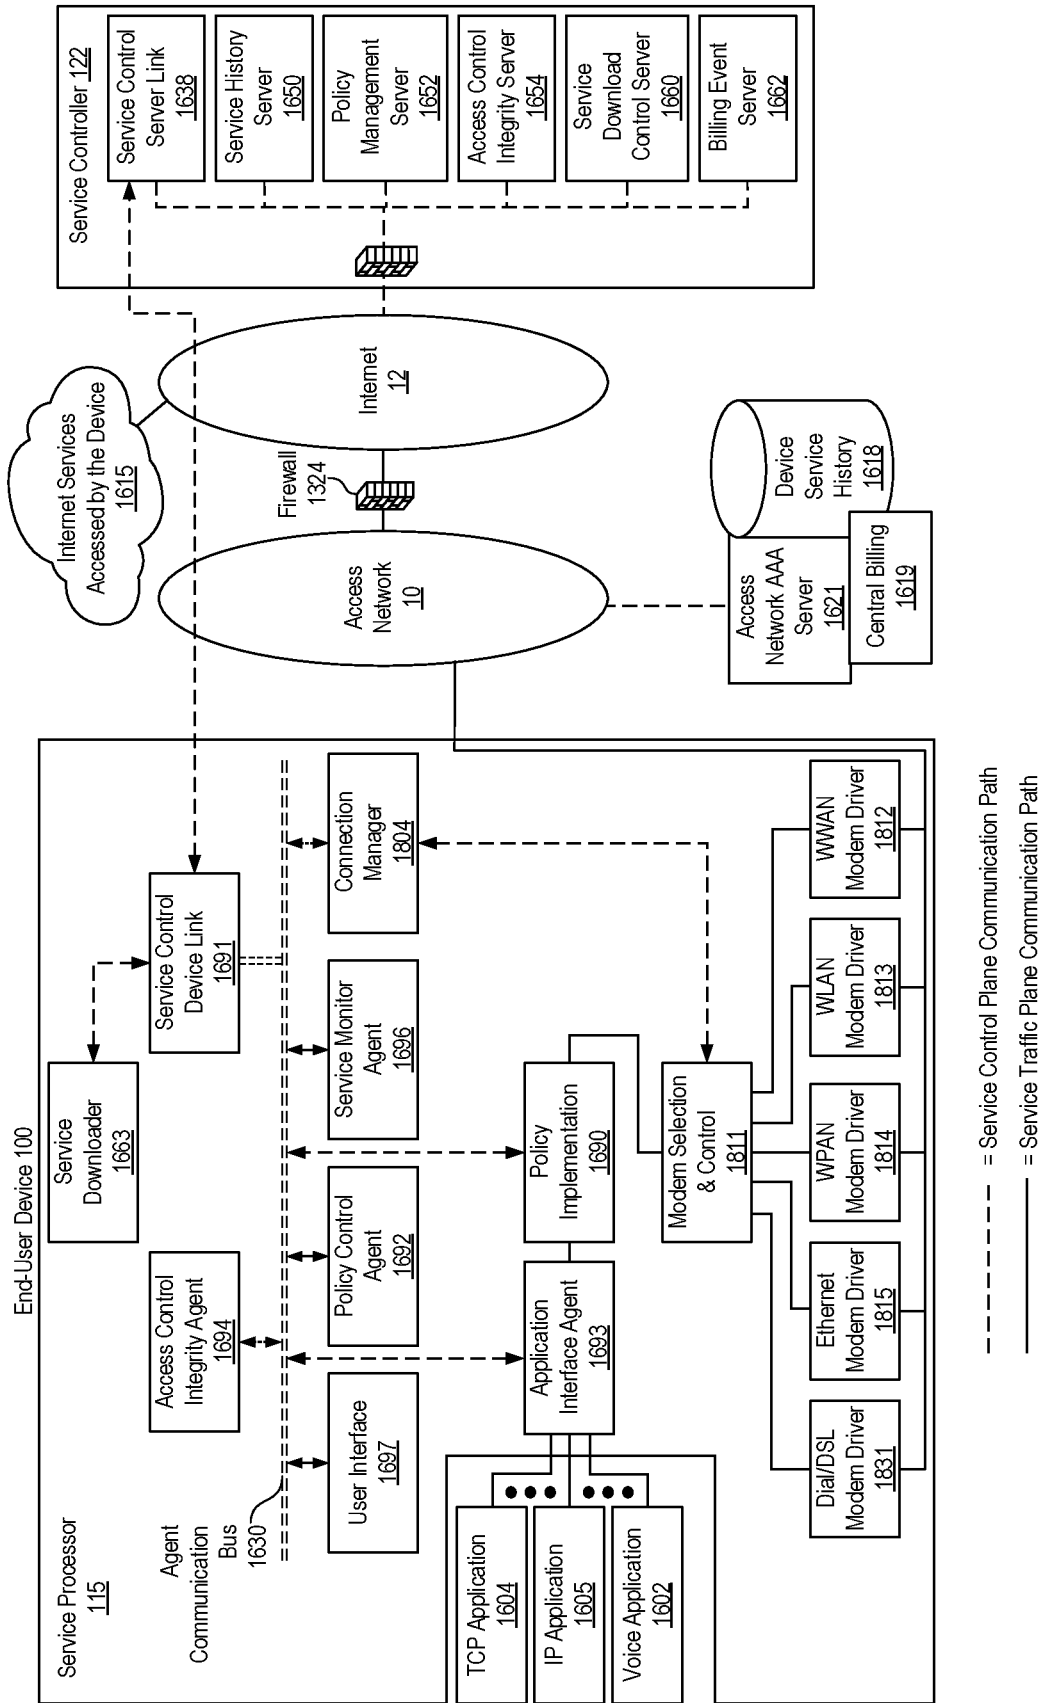 End-User Device 100
Service Processor
115
Agent
Communication
Bus
1630
Access Control
Integrity Agent
1694
Service
Downloader
1663
Service Control
Device Link
1691
User Interface
1697
Policy Control
Agent
1692
Service Monitor
Agent
1696
Connection
Manager
1804
TCP Application
1604
IP Application
1605
Voice Application
1602
Application
Interface Agent
1693
Policy
Implementation
1690
Modem Selection
& Control
1811
Dial/DSL
Modem Driver
1831
Ethernet
Modem Driver
1815
WPAN
Modem Driver
1814
WLAN
Modem Driver
1813
WWAN
Modem Driver
1812
Internet Services
Accessed by the Device
1615
Access
Network
10
Firewall
1324
Internet
12
Access
Network AAA
Server
1621
Device
Service
History
1618
Central Billing
1619
Service Controller 122
Service Control
Server Link
1638
Service History
Server
1650
Policy
Management
Server
1652
Access Control
Integrity Server
1654
Service
Download
Control Server
1660
Billing Event
Server
1662
= Service Control Plane Communication Path
= Service Traffic Plane Communication Path